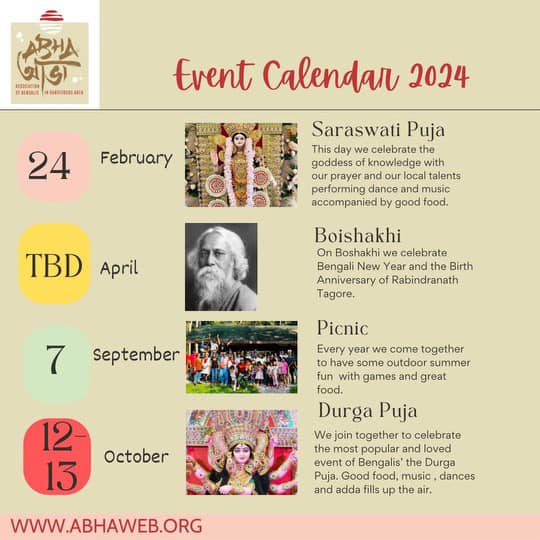 ABHA
আভা
ASSOCIATION
OF BENGALIS IN HARRISBURG AREA
Event Calendar 2024
24
February
Saraswati Puja
This day we celebrate the
goddess of knowledge with
our prayer and our local talents
performing dance and music
accompanied by good food.
TBD
April
Boishakhi
On Boshakhi we celebrate
Bengali New Year and the Birth
Anniversary of Rabindranath
Tagore.
7
September
Picnic
Every year we come together
to have some outdoor summer
fun with games and great
food.
12-
13
October
Durga Puja
We join together to celebrate
the most popular and loved
event of Bengalis' the Durga
Puja. Good food, music , dances
and adda fills up the air.
WWW.ABHAWEB.ORG